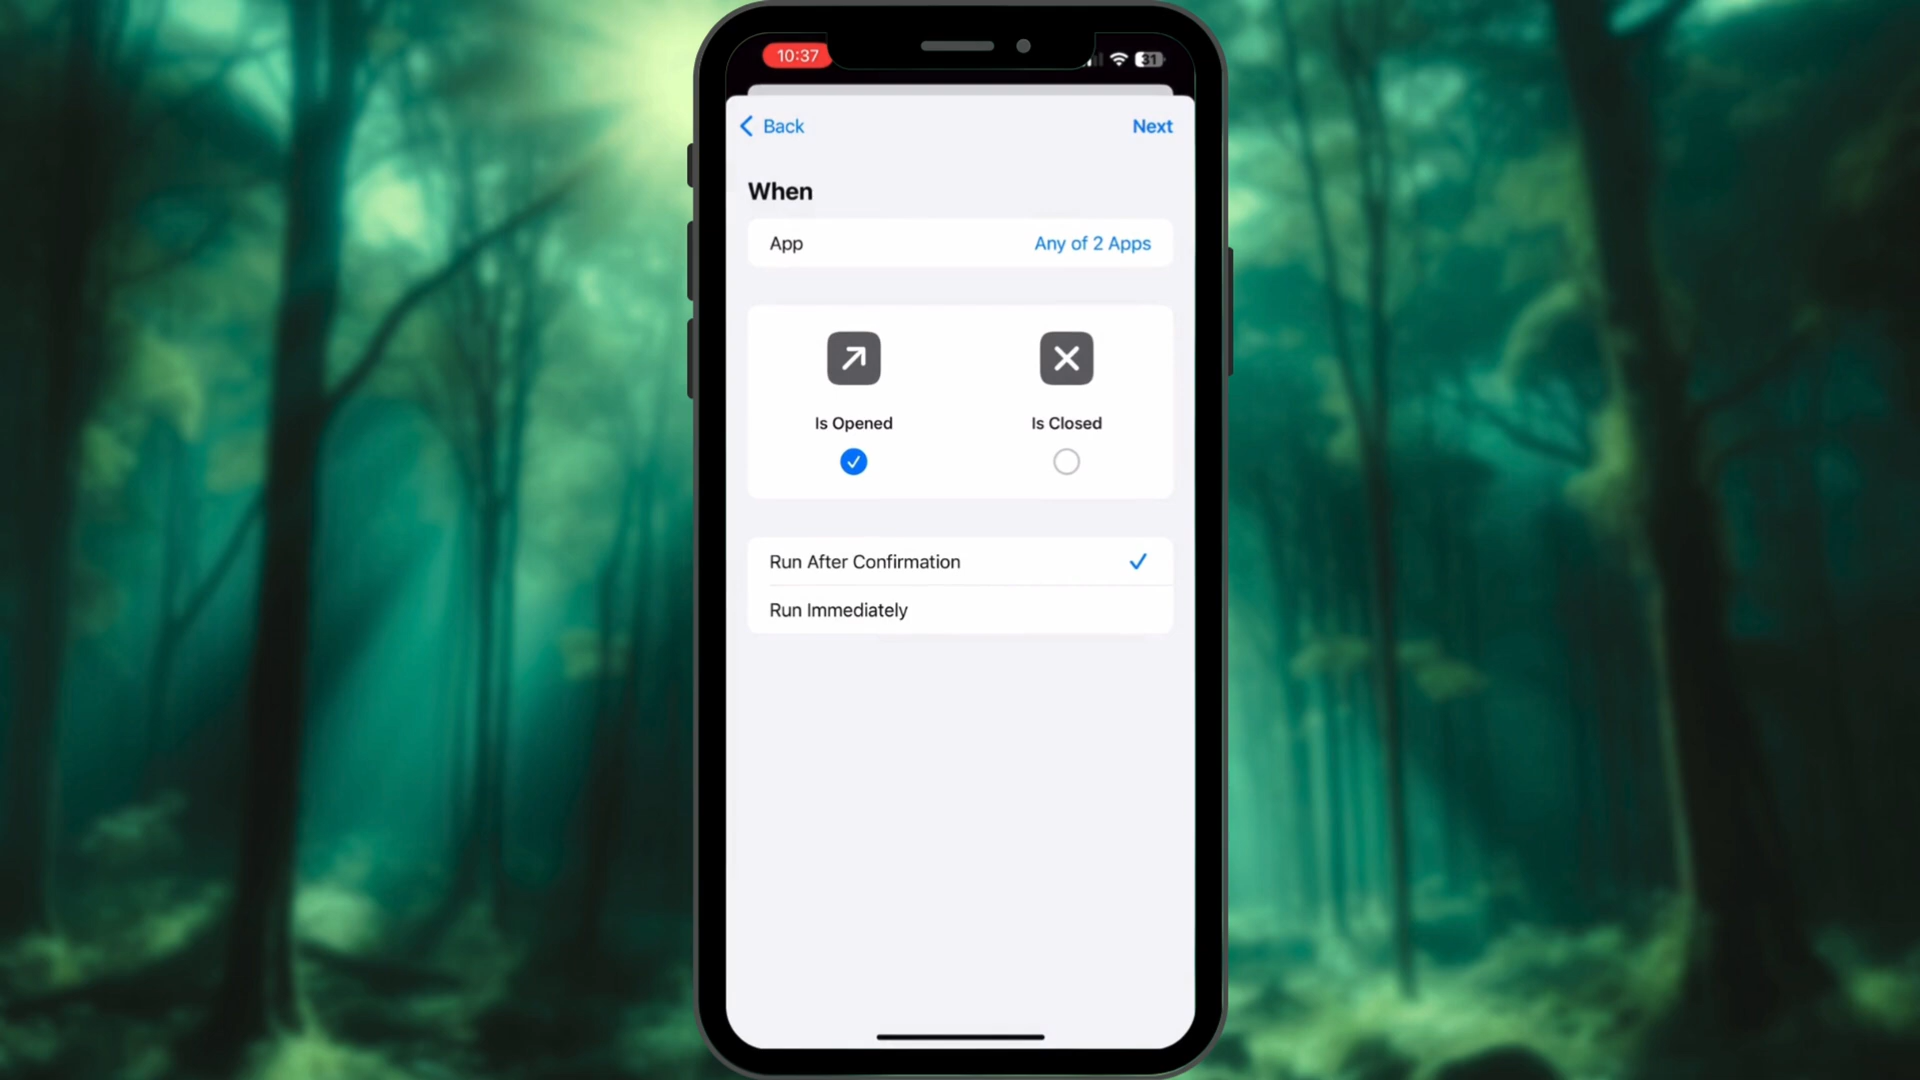 10:37
31
Back
Next
When
App
Any of 2 Apps
Is Opened
Is Closed
Run After Confirmation
Run Immediately